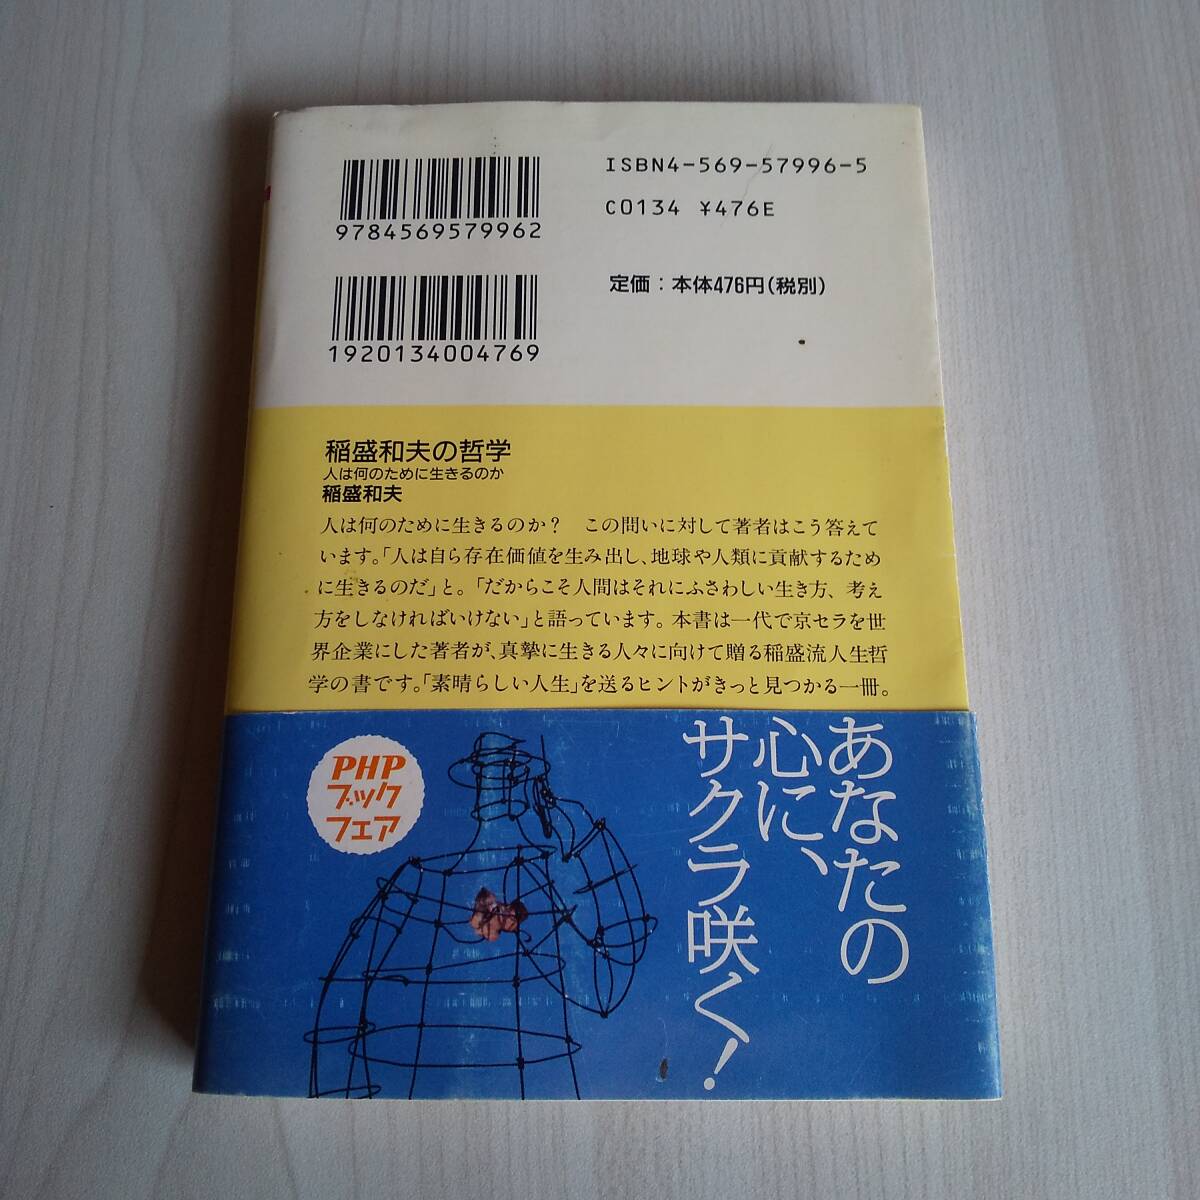 ISBN4-569-57996-5
C0134 ¥476E
9784569579962
定価：本体476円（税別）
1920134004769
稲盛和夫の哲学
人は何のために生きるのか
稲盛和夫
人は何のために生きるのか？　この問いに対して著者はこう答えて
います。「人は自ら存在価値を生み出し、地球や人類に貢献するため
に生きるのだ」と。「だからこそ人間はそれにふさわしい生き方、考え
方をしなければいけない」と語っています。本書は一代で京セラを世
界企業にした著者が、真摯に生きる人々に向けて贈る稲盛流人生哲
学の書です。「素晴らしい人生」を送るヒントがきっと見つかる一冊。
あなたの
心に、
サクラ咲く！
PHP
ブック
フェア